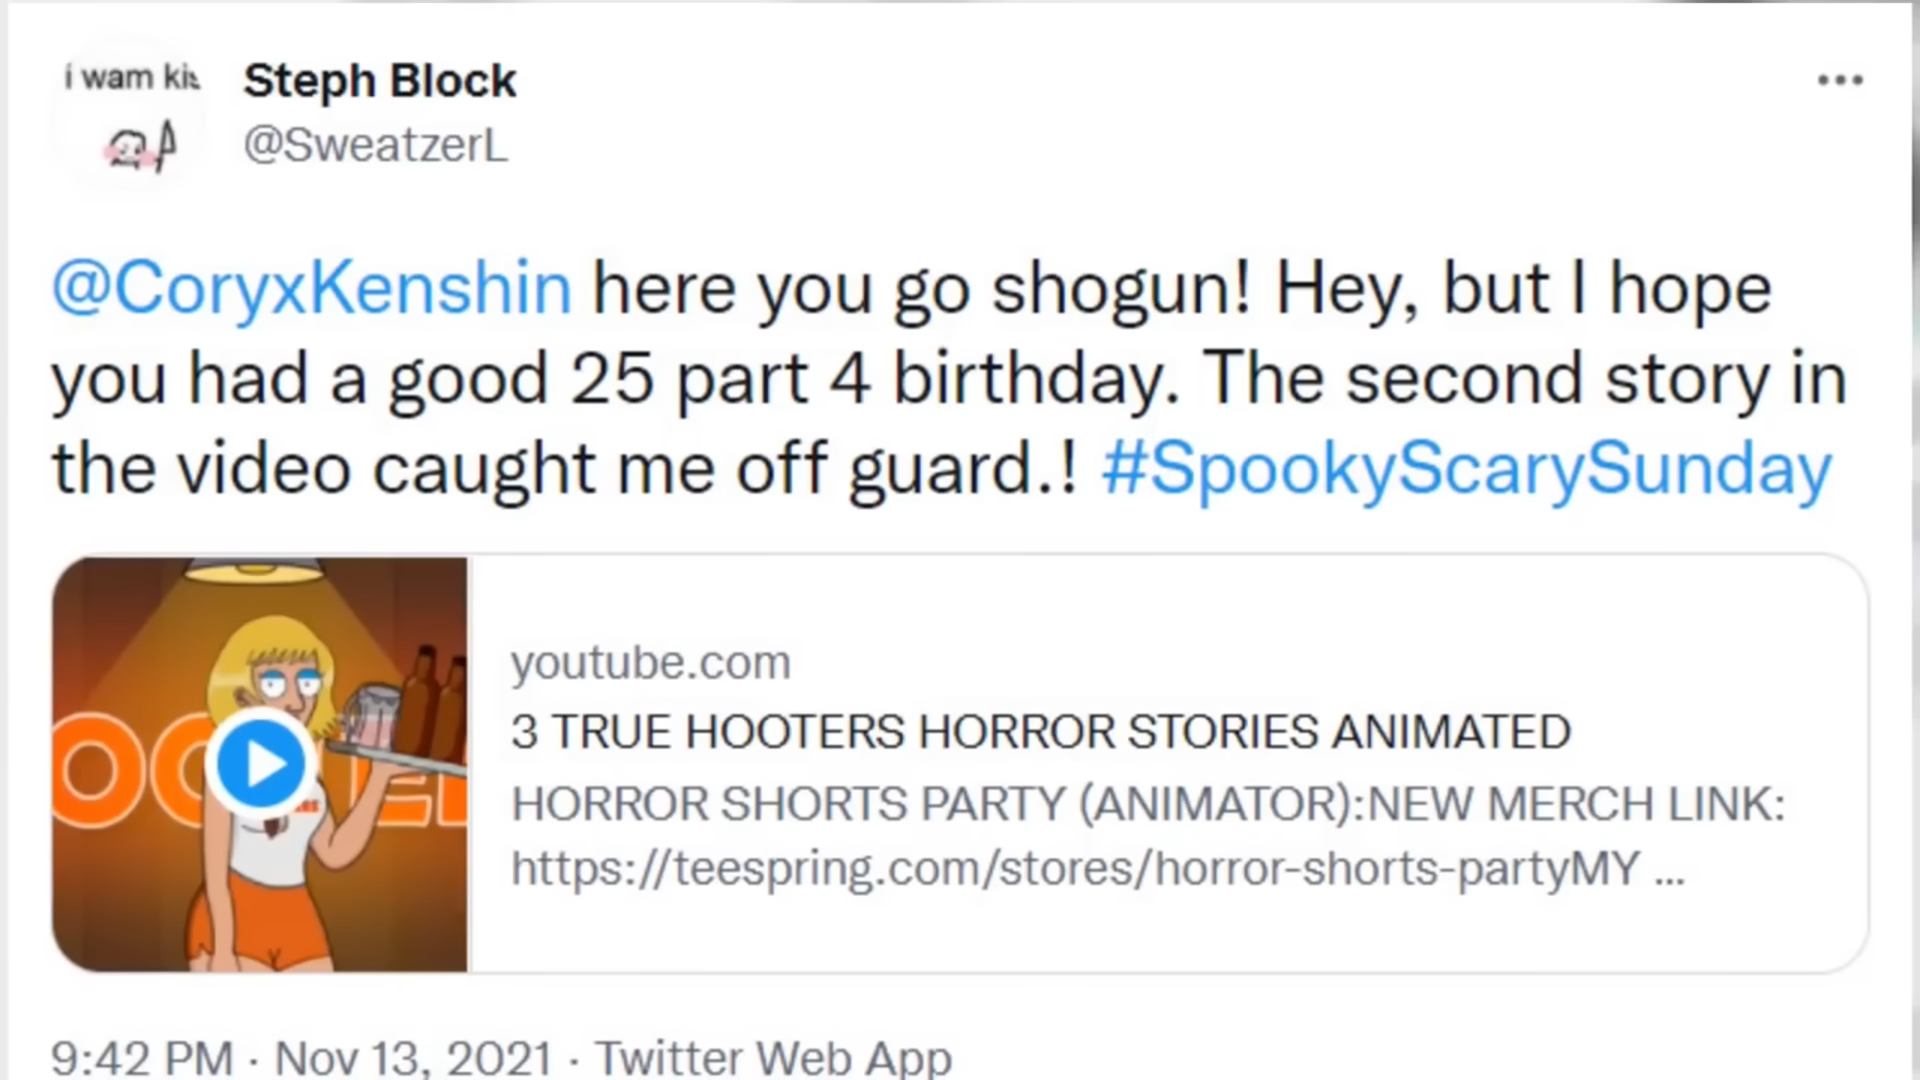 i wam kis
Steph Block
@SweatzerL
@CoryxKenshin here you go shogun! Hey, but I hope
you had a good 25 part 4 birthday. The second story in
the video caught me off guard.! #SpookyScarySunday
youtube.com
3 TRUE HOOTERS HORROR STORIES ANIMATED
HORROR SHORTS PARTY (ANIMATOR):NEW MERCH LINK:
https://teespring.com/stores/horror-shorts-partyMY ...
9:42 PM · Nov 13, 2021 · Twitter Web App